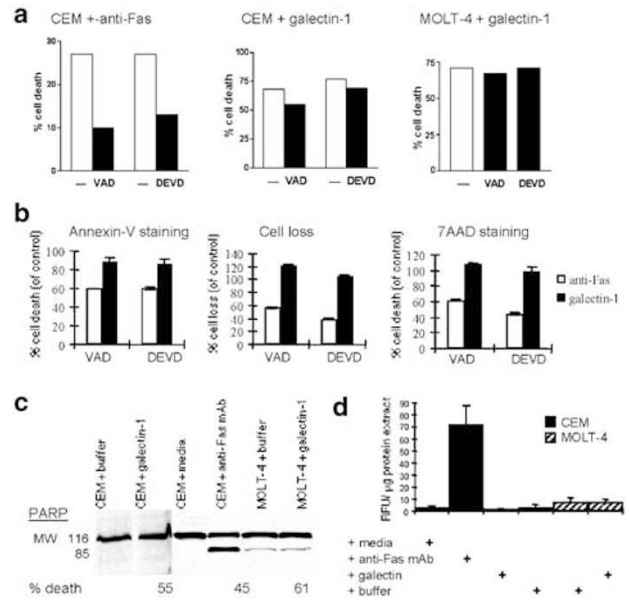 a
CEM +-anti-Fas
CEM + galectin-1
MOLT-4 + galectin-1
% cell death
30
20
10
0
— VAD — DEVD
% cell death
100
75
50
25
0
— VAD — DEVD
% cell death
75
50
25
0
— VAD DEVD
b
Annexin-V staining
Cell loss
7AAD staining
% cell death (of control)
100
80
60
40
20
0
VAD DEVD
% cell loss (of control)
140
120
100
80
60
40
20
0
VAD DEVD
% cell death (of control)
120
100
80
60
40
20
0
VAD DEVD
anti-Fas
galectin-1
c
CEM + buffer
CEM + galectin-1
CEM + media
CEM + anti-Fas mAb
MOLT-4 + buffer
MOLT-4 + galectin-1
PARP
MW 116
85
% death 55 45 61
d
RFU/ µg protein extract
90
80
70
60
50
40
30
20
10
0
CEM
MOLT-4
+ media +
+ anti-Fas mAb +
+ galectin + +
+ buffer + +